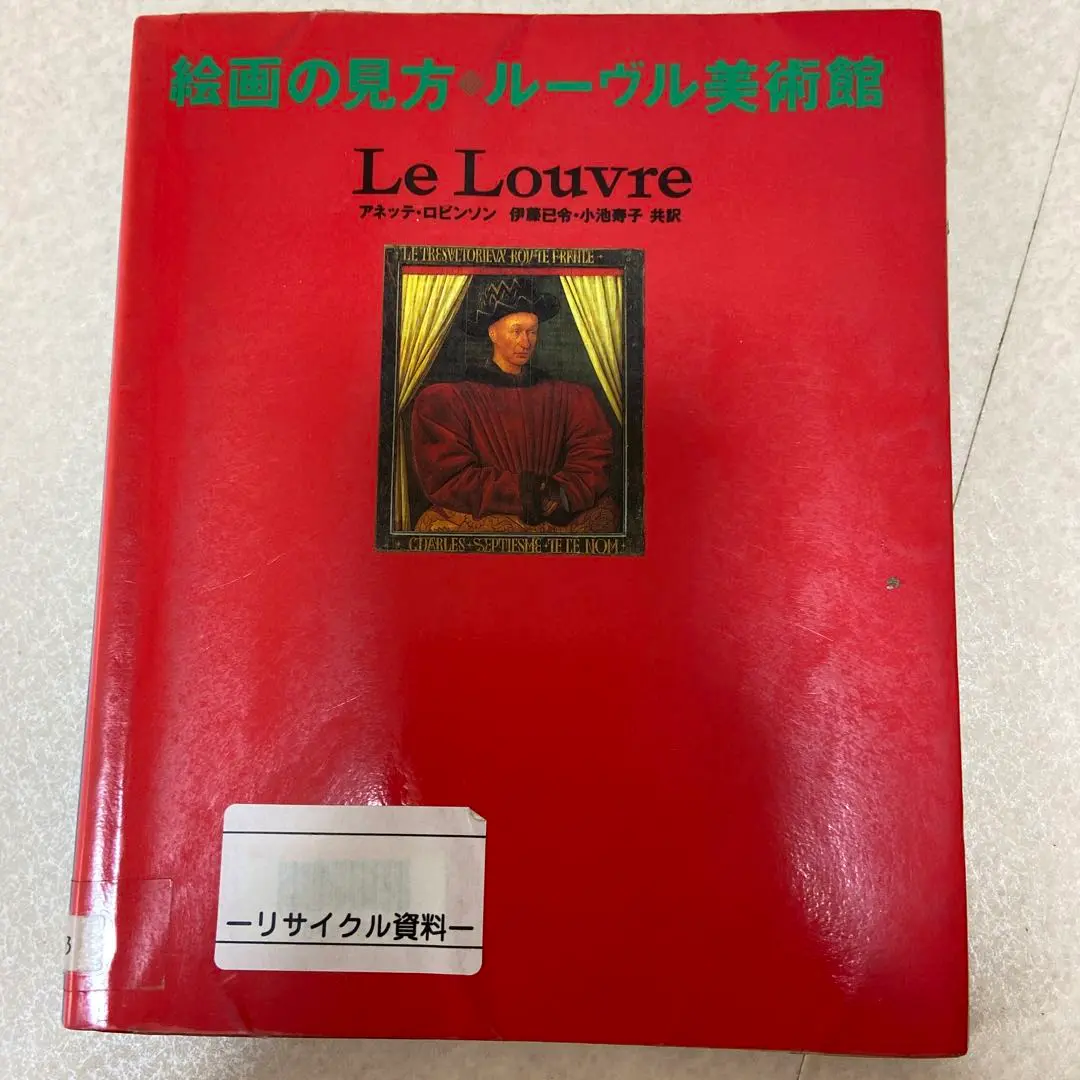 絵画の見方◆ルーヴル美術館
Le Louvre
アネッテ・ロビンソン 伊藤已令・小池寿子 共訳
LE TRESVICTORIEVX ROY DE FRANCE
CHARLES SEPTIESME DE CE NOM
ーリサイクル資料ー
3